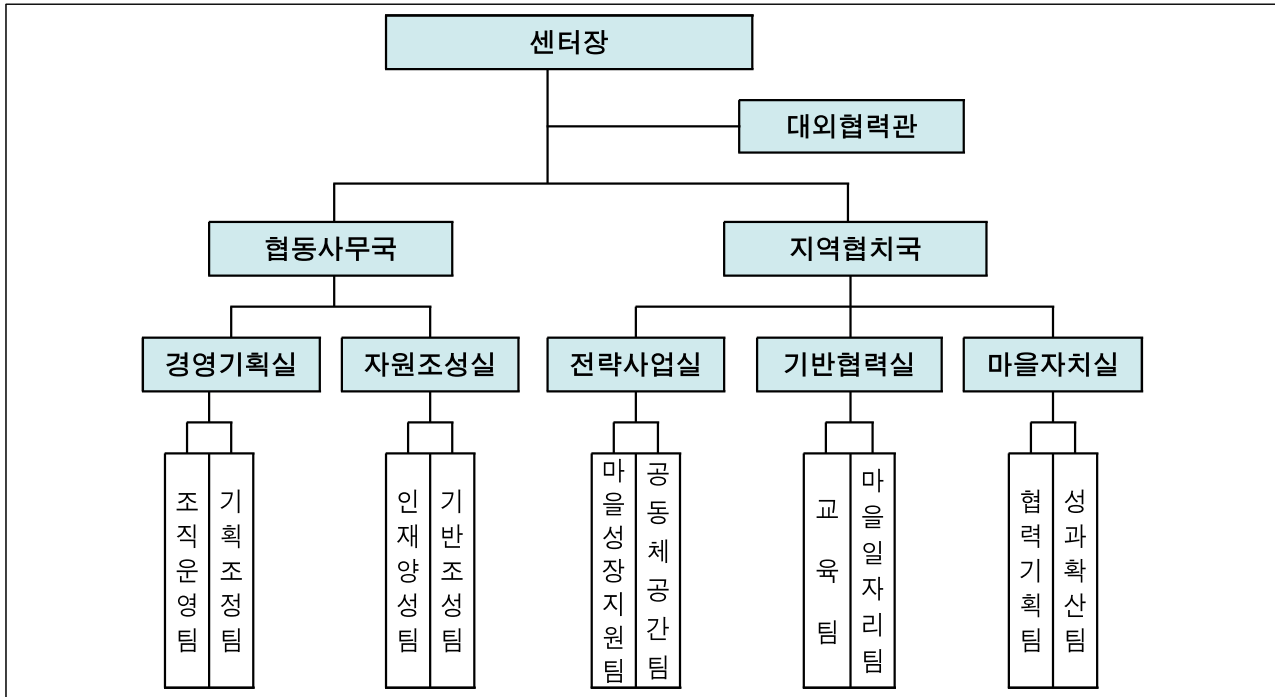 센터장
대외협력관
협동사무국
지역협치국
경영기획실
자원조성실
전략사업실
기반협력실
마을자치실
조직운영팀
기획조정팀
인재양성팀
기반조성팀
마을성장지원팀
공동체공간팀
교육팀
마을일자리팀
협력기획팀
성과확산팀